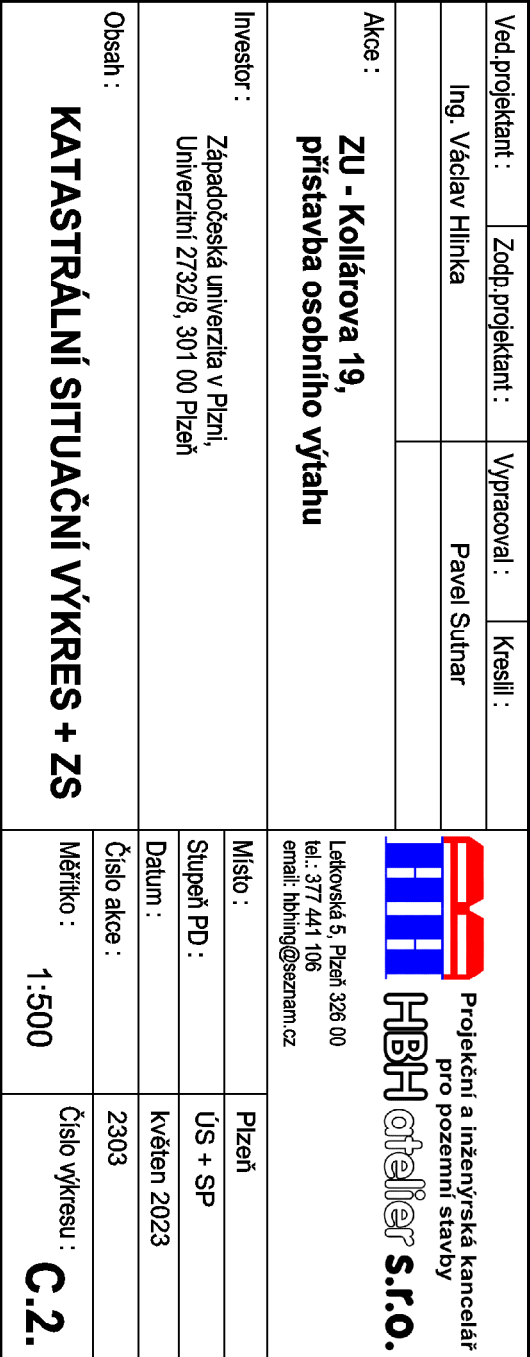 Ved.projektant :
Zodp.projektant :
Vypracoval :
Kreslil :
Ing. Václav Hlinka
Pavel Sutnar
Projekční a inženýrská kancelář
pro pozemní stavby
HBH atelier s.r.o.
Letkovská 5, Plzeň 326 00
tel.: 377 441 106
email: hbhing@seznam.cz
Akce :
ZU - Kollárova 19,
přístavba osobního výtahu
Investor :
Západočeská univerzita v Plzni,
Univerzitní 2732/8, 301 00 Plzeň
Místo :
Plzeň
Stupeň PD :
ÚS + SP
Datum :
květen 2023
Číslo akce :
2303
Obsah :
KATASTRÁLNÍ SITUAČNÍ VÝKRES + ZS
Měřítko :
1:500
Číslo výkresu :
C.2.